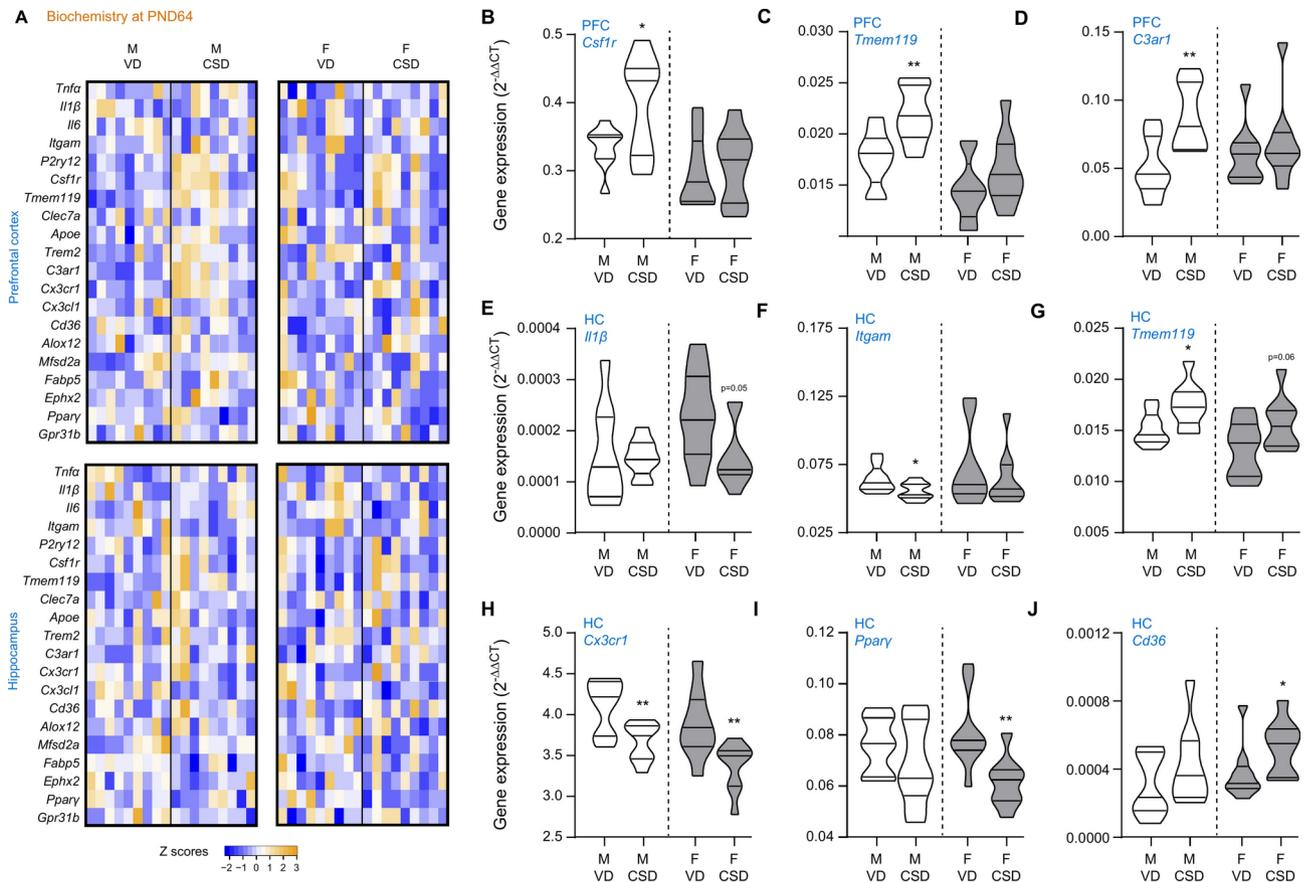 A
Biochemistry at PND64
M M F F
VD CSD VD CSD
Prefrontal cortex
Tnfα
Il1β
Il6
Itgam
P2ry12
Csf1r
Tmem119
Clec7a
Apoe
Trem2
C3ar1
Cx3cr1
Cx3cl1
Cd36
Alox12
Mfsd2a
Fabp5
Ephx2
Pparγ
Gpr31b
Hippocampus
Tnfα
Il1β
Il6
Itgam
P2ry12
Csf1r
Tmem119
Clec7a
Apoe
Trem2
C3ar1
Cx3cr1
Cx3cl1
Cd36
Alox12
Mfsd2a
Fabp5
Ephx2
Pparγ
Gpr31b
Z scores
−2 −1 0 1 2 3
B
PFC
Csf1r
Gene expression (2-ΔΔCT)
0.5
0.4
0.3
0.2
*
M M F F
VD CSD VD CSD
C
PFC
Tmem119
0.030
0.025
0.020
0.015
**
M M F F
VD CSD VD CSD
D
PFC
C3ar1
0.15
0.10
0.05
0.00
**
M M F F
VD CSD VD CSD
E
HC
Il1β
Gene expression (2-ΔΔCT)
0.0004
0.0003
0.0002
0.0001
0.0000
p=0.05
M M F F
VD CSD VD CSD
F
HC
Itgam
0.175
0.125
0.075
0.025
*
M M F F
VD CSD VD CSD
G
HC
Tmem119
0.025
0.020
0.015
0.010
0.005
*
p=0.06
M M F F
VD CSD VD CSD
H
HC
Cx3cr1
Gene expression (2-ΔΔCT)
5.0
4.5
4.0
3.5
3.0
2.5
** **
M M F F
VD CSD VD CSD
I
HC
Pparγ
0.12
0.10
0.08
0.06
0.04
**
M M F F
VD CSD VD CSD
J
HC
Cd36
0.0012
0.0008
0.0004
0.0000
*
M M F F
VD CSD VD CSD